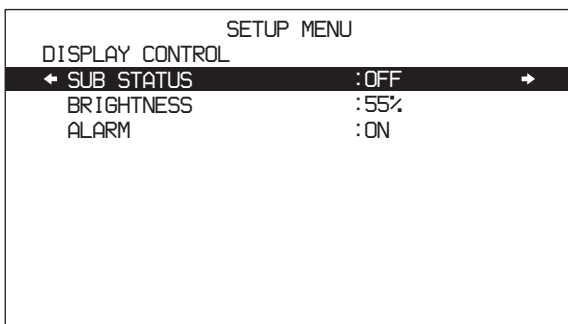 SETUP MENU
DISPLAY CONTROL
← SUB STATUS :OFF →
BRIGHTNESS :55%
ALARM :ON